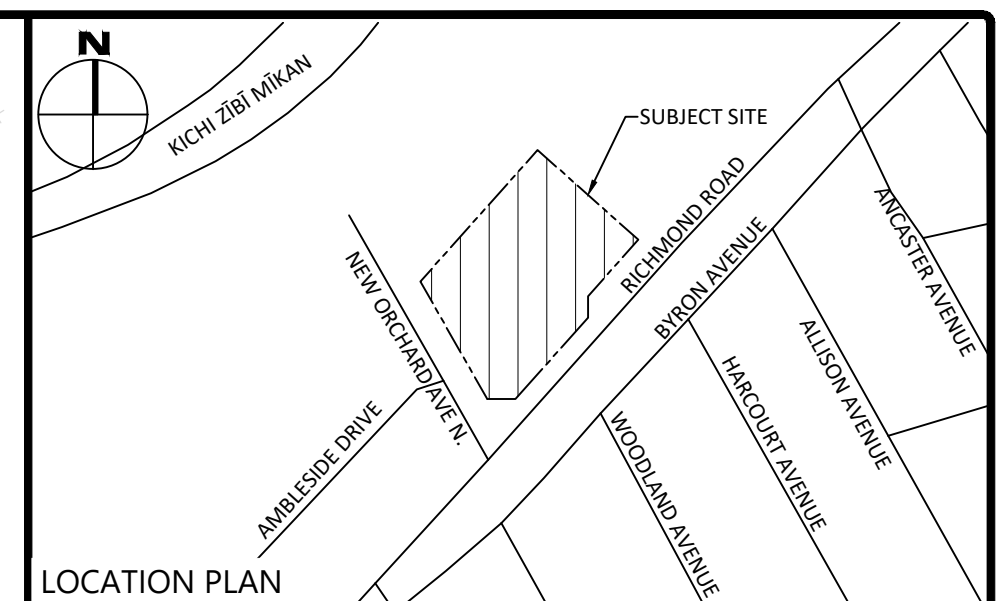 N
KICHI ZĪBĪ MĪKAN
SUBJECT SITE
RICHMOND ROAD
BYRON AVENUE
ANCASTER AVENUE
NEW ORCHARD AVE N.
ALLISON AVENUE
HARCOURT AVENUE
AMBLESIDE DRIVE
WOODLAND AVENUE
LOCATION PLAN